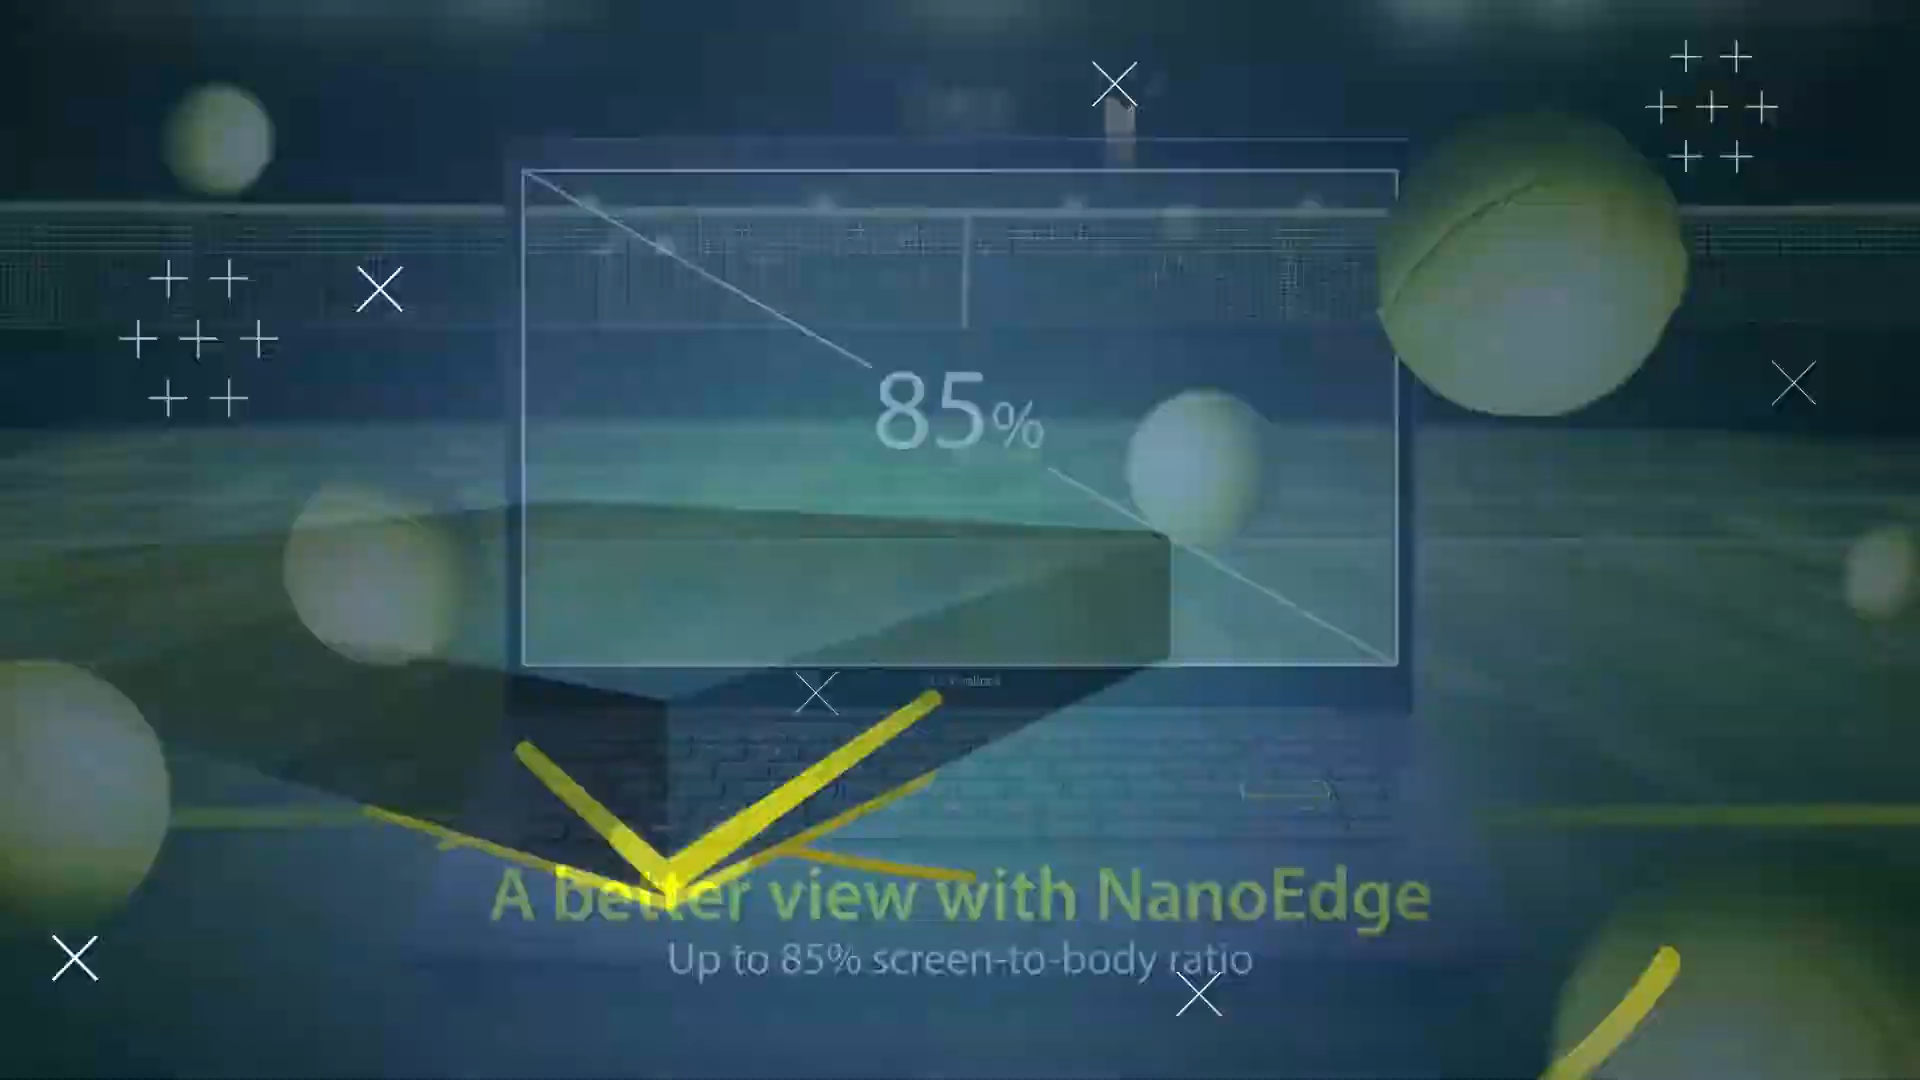 85%
A better view with NanoEdge
Up to 85% screen-to-body ratio